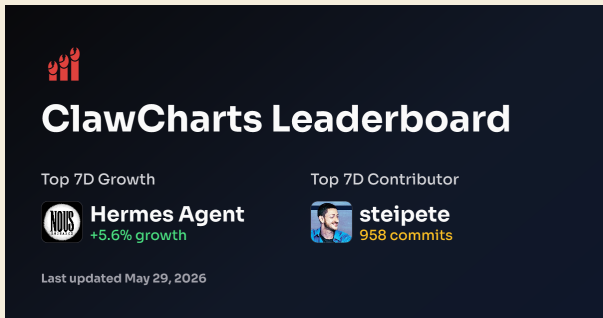 ClawCharts Leaderboard
Top 7D Growth
NOUS
Hermes Agent
+5.6% growth
Top 7D Contributor
steipete
958 commits
Last updated May 29, 2026